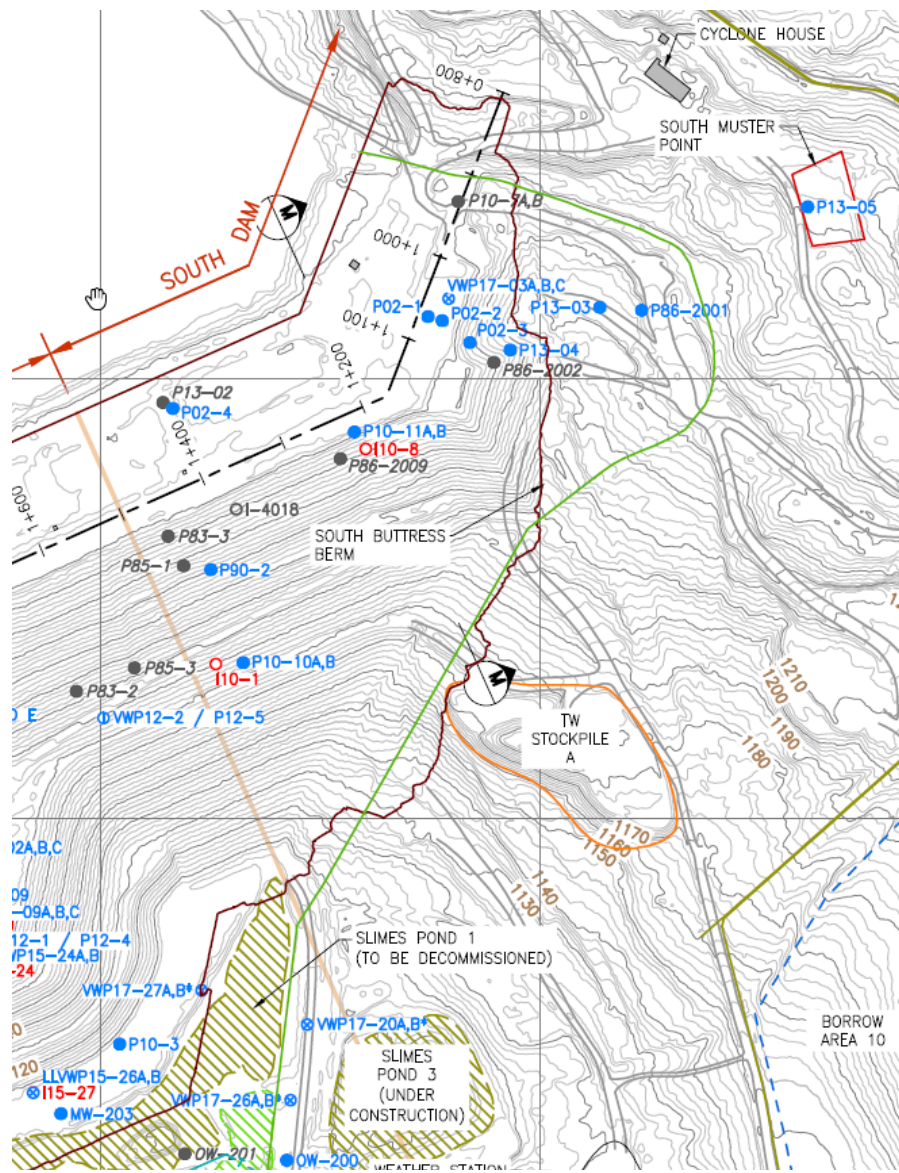 CYCLONE HOUSE
0+800
SOUTH MUSTER
POINT
P10-7A,B
P13-05
M
SOUTH DAM
1+000
VWP17-03A,B,C
P02-1
P02-2
P13-03
P86-2001
1+100
P02-3
P13-04
P86-2002
1+200
P13-02
P02-4
P10-11A,B
I10-8
1+400
P86-2009
1+600
I-4018
P83-3
SOUTH BUTTRESS
BERM
P85-1
P90-2
P85-3
P10-10A,B
I10-1
M
P83-2
1210
1200
1190
1180
D E
VWP12-2 / P12-5
TW
STOCKPILE
A
1170
1160
1150
1140
1130
02A,B,C
09
-09A,B,C
12-1 / P12-4
VP15-24A,B
-24
SLIMES POND 1
(TO BE DECOMMISSIONED)
VWP17-27A,B*
VWP17-20A,B*
BORROW
AREA 10
P10-3
SLIMES
POND 3
(UNDER
CONSTRUCTION)
120
LLVWP15-26A,B
I15-27
VWP17-26A,B*
MW-203
OW-201
OW-200
WEATHER STATION